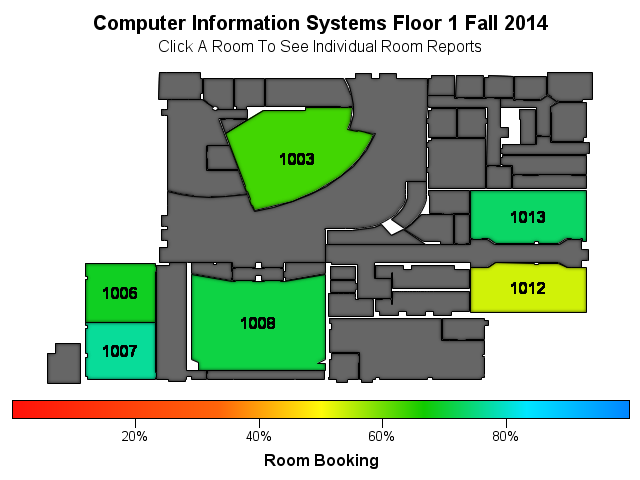 Computer Information Systems Floor 1 Fall 2014
Click A Room To See Individual Room Reports
1003
1013
1006
1012
1007
1008
20% 40% 60% 80%
Room Booking